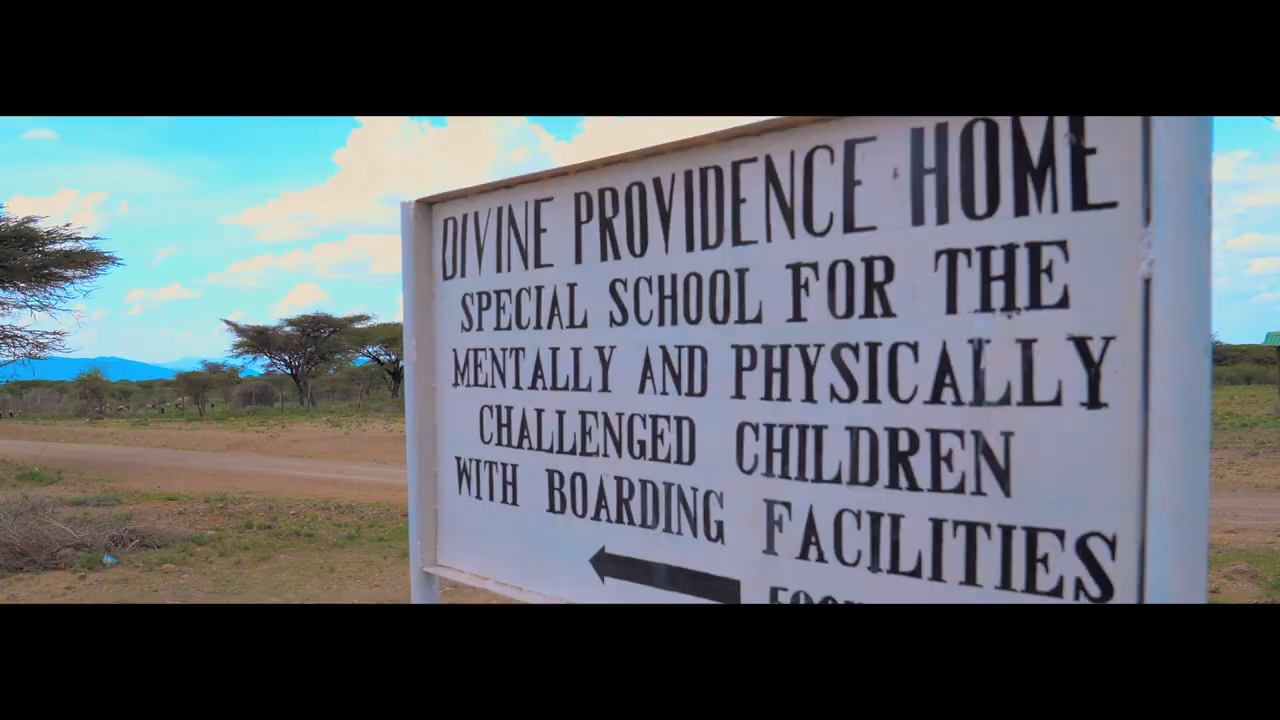 DIVINE PROVIDENCE HOME
SPECIAL SCHOOL FOR THE
MENTALLY AND PHYSICALLY
CHALLENGED CHILDREN
WITH BOARDING FACILITIES